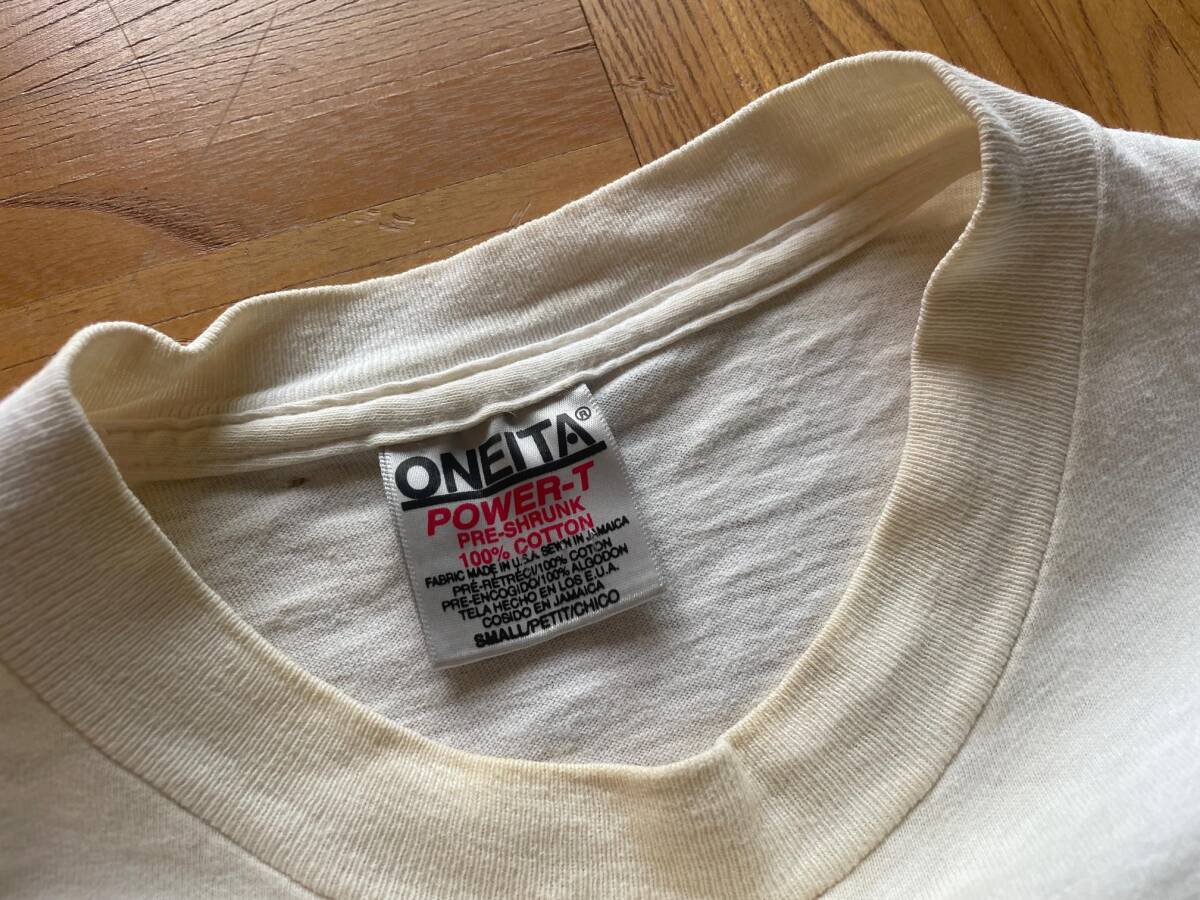 ONEITA®
POWER-T
PRE-SHRUNK
100% COTTON
FABRIC MADE IN U.S.A. SEWN IN JAMAICA
PRÉ-RÉTRÉCI/100% COTON
PRE-ENCOGIDO/100% ALGODON
TELA HECHO EN LOS E.U.A.
COSIDO EN JAMAICA
SMALL/PETIT/CHICO